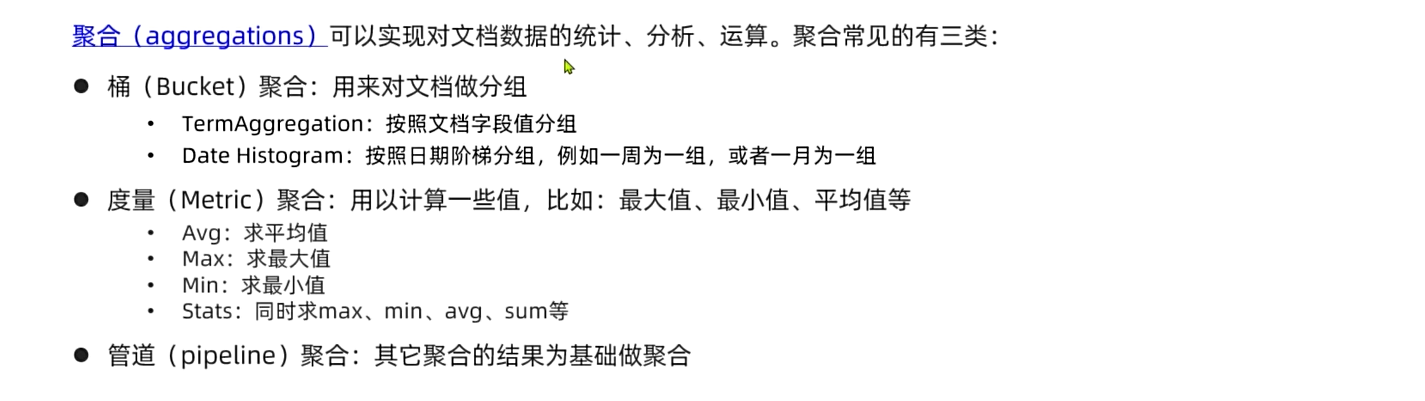 聚合（aggregations）可以实现对文档数据的统计、分析、运算。聚合常见的有三类：
● 桶（Bucket）聚合：用来对文档做分组
• TermAggregation：按照文档字段值分组
• Date Histogram：按照日期阶梯分组，例如一周为一组，或者一月为一组
● 度量（Metric）聚合：用以计算一些值，比如：最大值、最小值、平均值等
• Avg：求平均值
• Max：求最大值
• Min：求最小值
• Stats：同时求max、min、avg、sum等
● 管道（pipeline）聚合：其它聚合的结果为基础做聚合